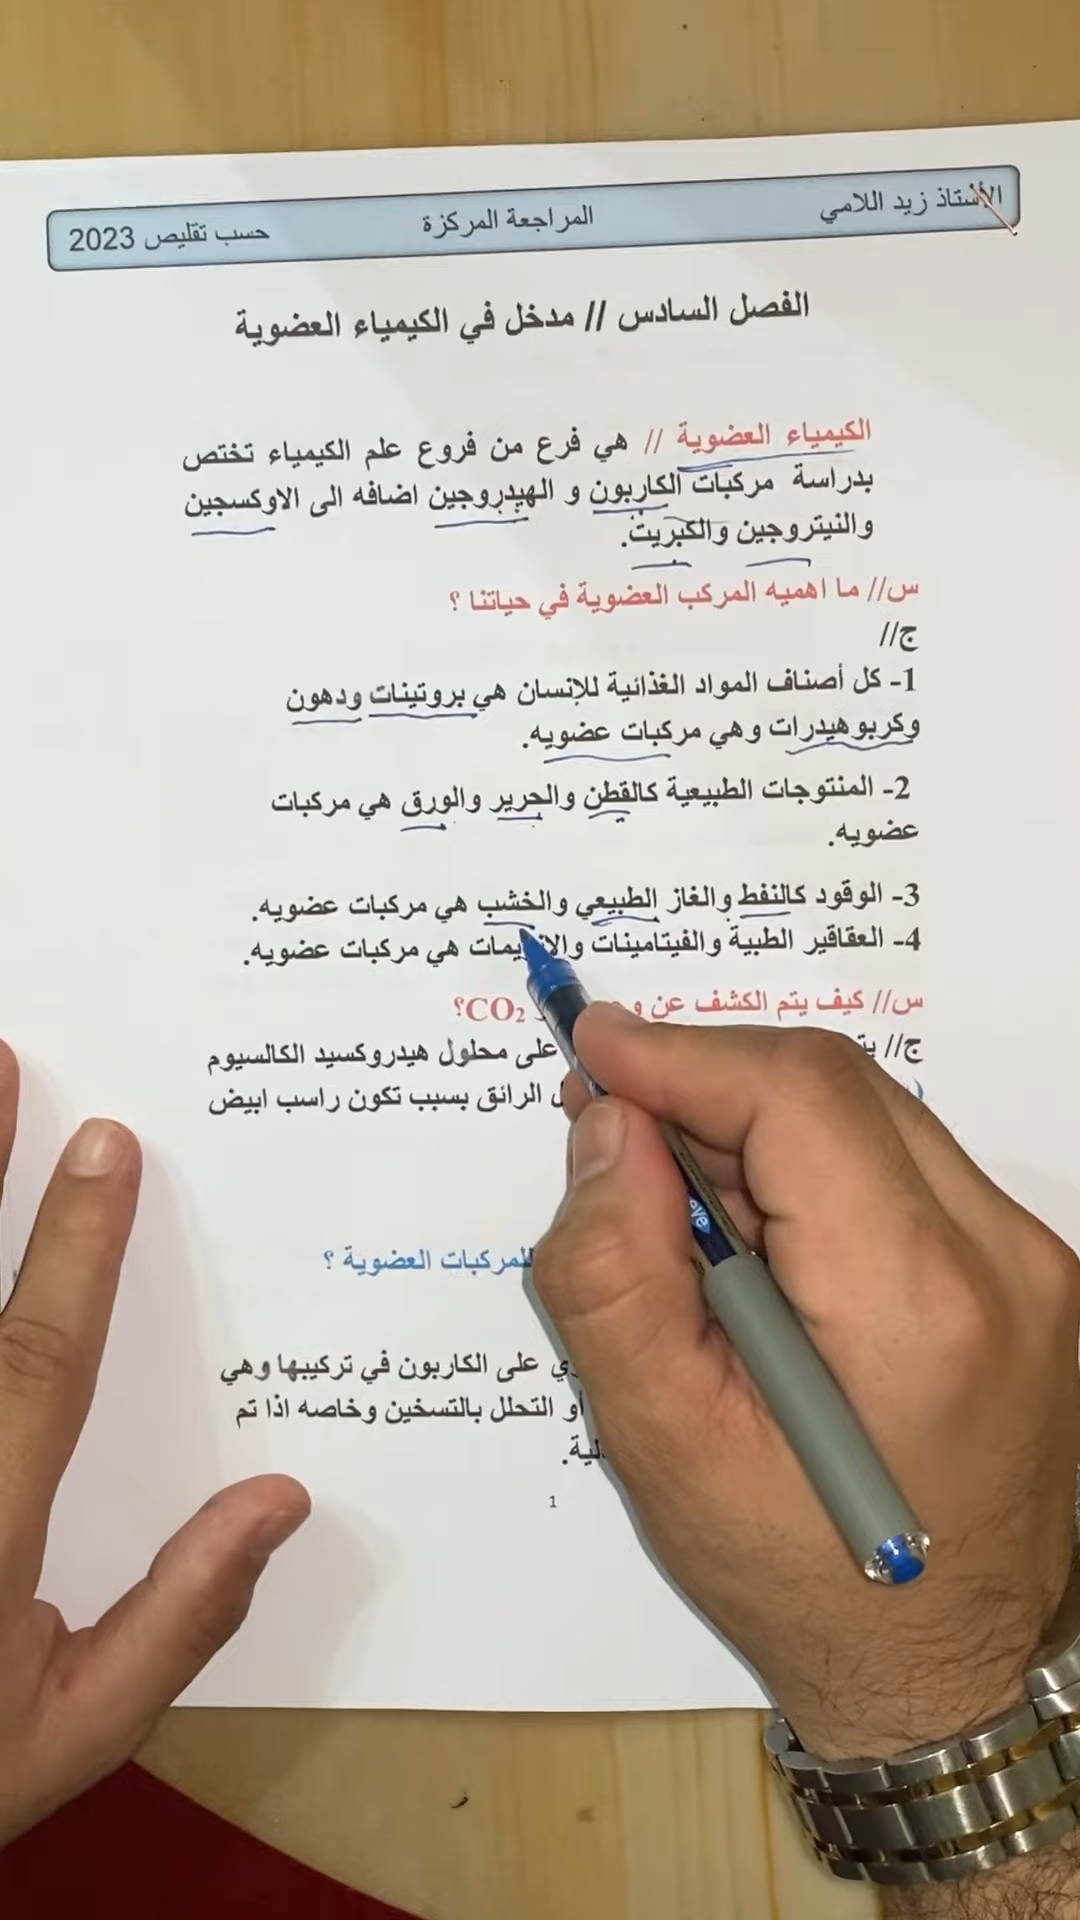 الأستاذ زيد اللامي المراجعة المركزة حسب تقليص 2023
الفصل السادس // مدخل في الكيمياء العضوية
الكيمياء العضوية // هي فرع من فروع علم الكيمياء تختص
بدراسة مركبات الكاربون و الهيدروجين اضافه الى الاوكسجين
والنيتروجين والكبريت.
س// ما اهميه المركب العضوية في حياتنا ؟
ج//
1- كل أصناف المواد الغذائية للإنسان هي بروتينات ودهون
وكربوهيدرات وهي مركبات عضويه.
2- المنتوجات الطبيعية كالقطن والحرير والورق هي مركبات
عضويه.
3- الوقود كالنفط والغاز الطبيعي والخشب هي مركبات عضويه.
4- العقاقير الطبية والفيتامينات والانزيمات هي مركبات عضويه.
س// كيف يتم الكشف عن CO2؟
ج// على محلول هيدروكسيد الكالسيوم
الرائق بسبب تكون راسب ابيض
للمركبات العضوية ؟
على الكاربون في تركيبها وهي
أو التحلل بالتسخين وخاصه اذا تم
1
eye